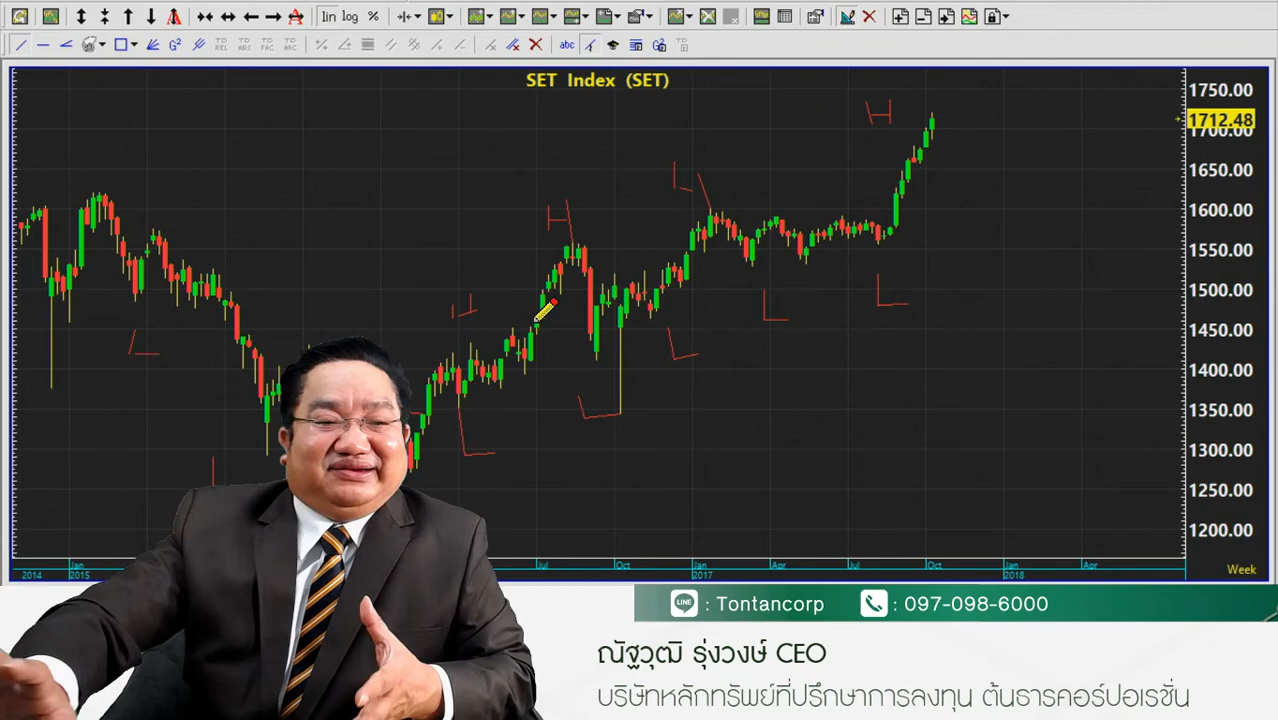 lin log %
abc
SET Index (SET)
1750.00
1712.48
1700.00
1650.00
1600.00
1550.00
1500.00
1450.00
1400.00
1350.00
1300.00
1250.00
1200.00
H
H
L
L
L
L
L
L
L
Jan Jul Oct Jan Apr Jul Oct Apr
2014 2015 2017 2018 Week
LINE : Tontancorp : 097-098-6000
ณัฐวุฒิ รุ่งวงษ์ CEO
บริษัทหลักทรัพย์ที่ปรึกษาการลงทุน ต้นธารคอร์ปอเรชั่น